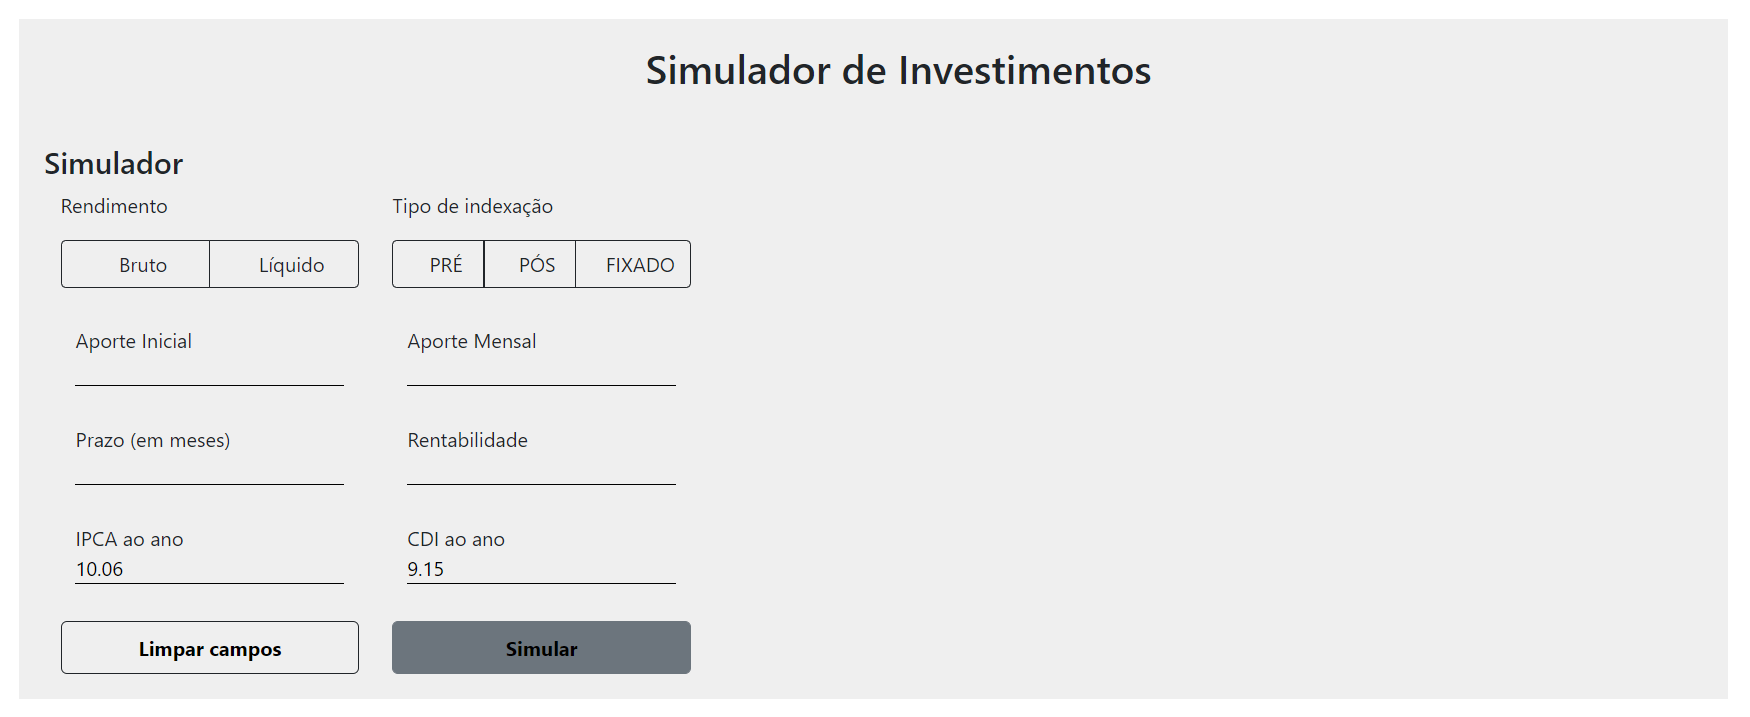 Simulador de Investimentos
Simulador
Rendimento Tipo de indexação
Bruto Líquido PRÉ PÓS FIXADO
Aporte Inicial Aporte Mensal
Prazo (em meses) Rentabilidade
IPCA ao ano CDI ao ano
10.06 9.15
Limpar campos Simular